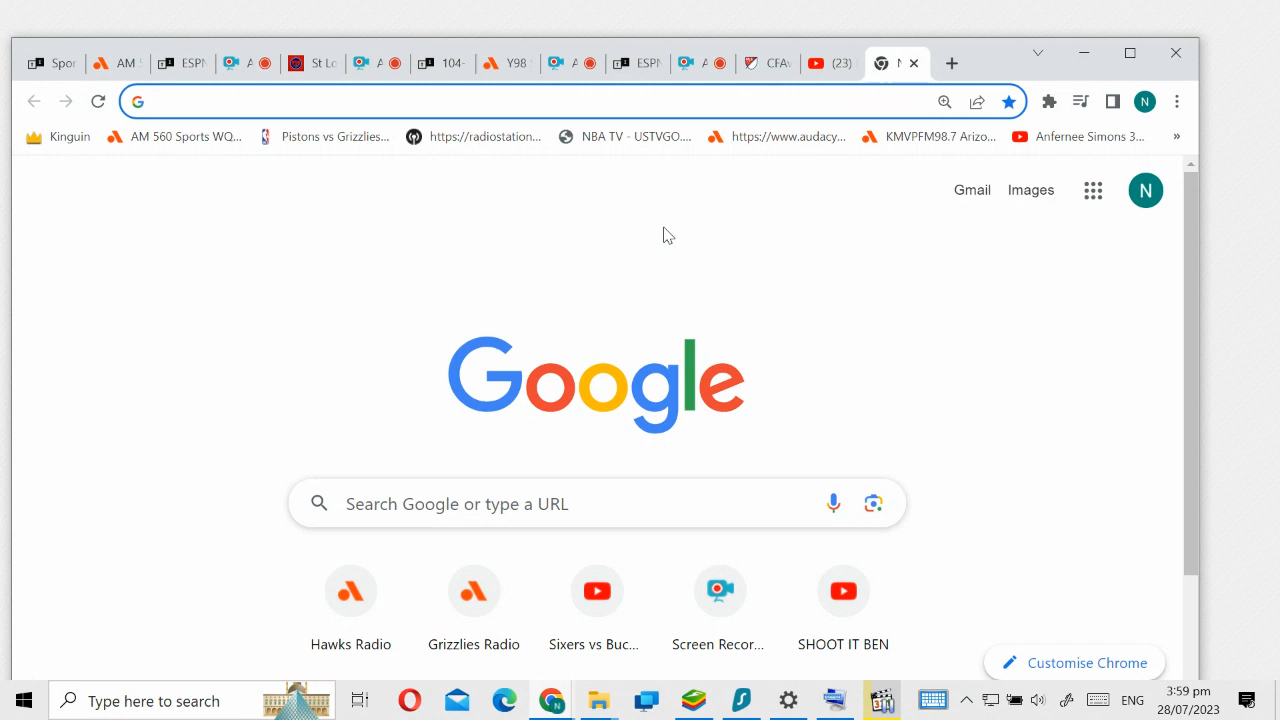 Spor AM ESPN A St Lo A 104- Y98 A ESPN A CFAv (23)
Kinguin AM 560 Sports WQ... Pistons vs Grizzlies... https://radiostation... NBA TV - USTVGO.... https://www.audacy... KMVPFM98.7 Arizo... Anfernee Simons 3... »
Gmail Images N
Google
Search Google or type a URL
Hawks Radio Grizzlies Radio Sixers vs Buc... Screen Recor... SHOOT IT BEN
Customise Chrome
Type here to search ENG 3:59 pm
28/07/2023